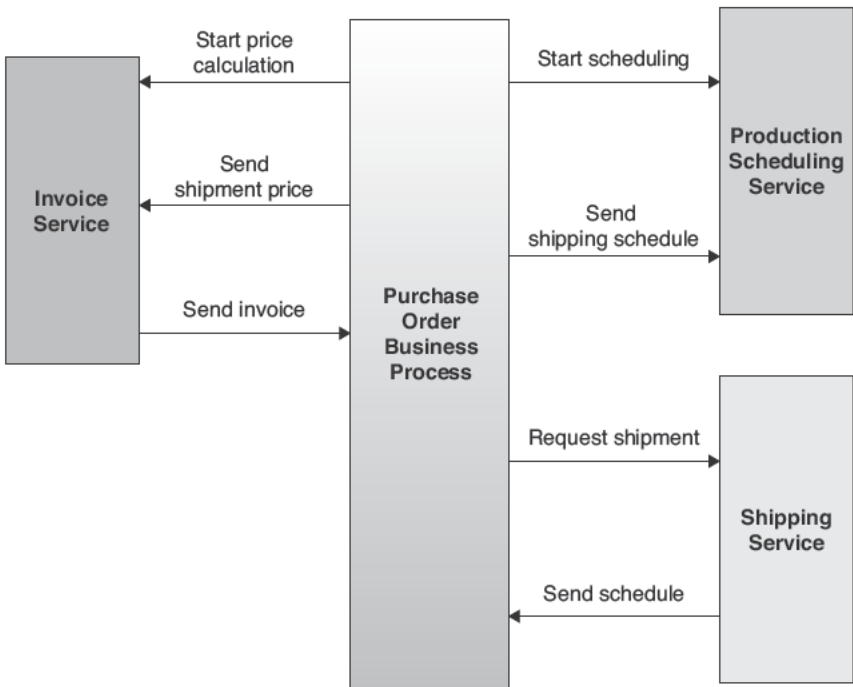 Start price
calculation
Send
shipment price
Invoice
Service
Send invoice
Purchase
Order
Business
Process
Start scheduling
Production
Scheduling
Service
Send
shipping schedule
Request shipment
Shipping
Service
Send schedule